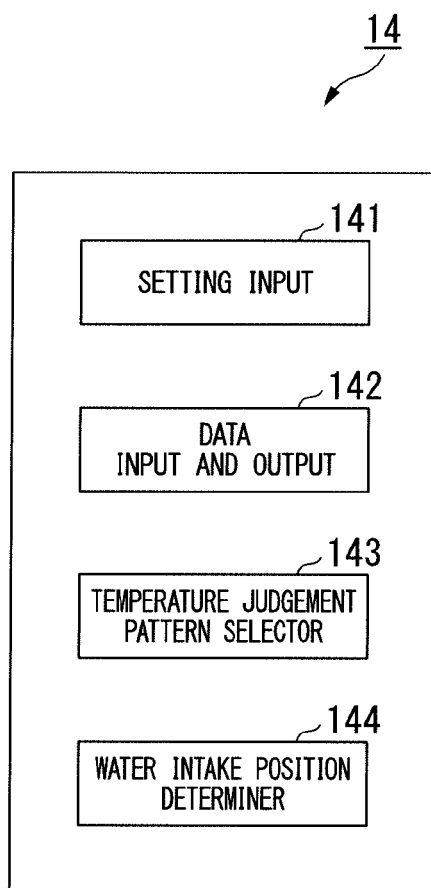 14
141
SETTING INPUT
142
DATA
INPUT AND OUTPUT
143
TEMPERATURE JUDGEMENT
PATTERN SELECTOR
144
WATER INTAKE POSITION
DETERMINER